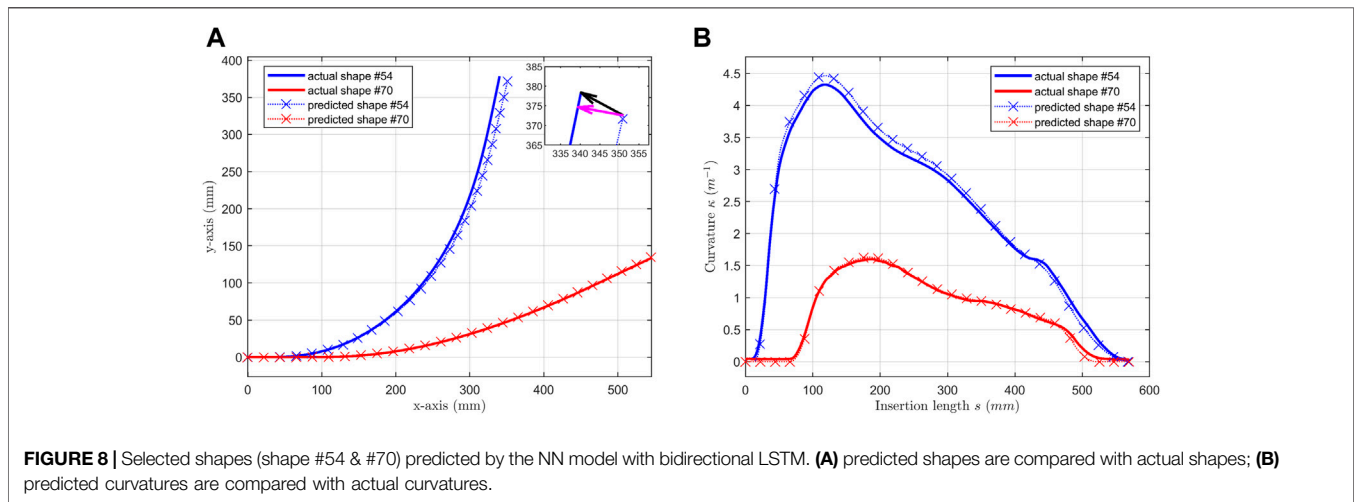 A
400
350
300
250
200
150
100
50
0
y-axis (mm)
0 100 200 300 400 500
x-axis (mm)
actual shape #54
actual shape #70
predicted shape #54
predicted shape #70
385
380
375
370
365
335 340 345 350 355
B
4.5
4
3.5
3
2.5
2
1.5
1
0.5
0
Curvature κ (m⁻¹)
0 100 200 300 400 500 600
Insertion length s (mm)
actual shape #54
actual shape #70
predicted shape #54
predicted shape #70
FIGURE 8 | Selected shapes (shape #54 & #70) predicted by the NN model with bidirectional LSTM. (A) predicted shapes are compared with actual shapes; (B)
predicted curvatures are compared with actual curvatures.